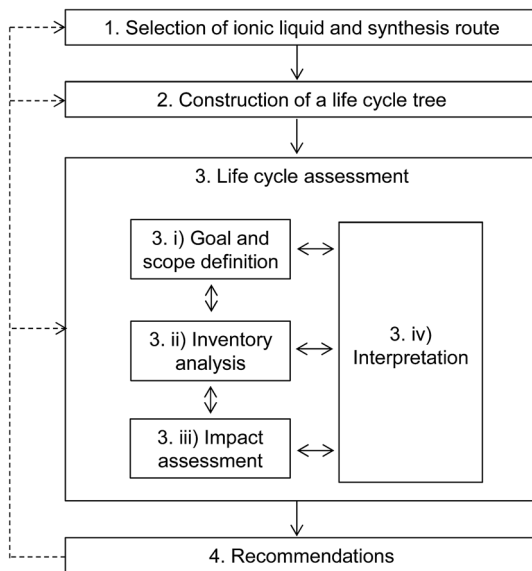 1. Selection of ionic liquid and synthesis route
2. Construction of a life cycle tree
3. Life cycle assessment
3. i) Goal and
scope definition
3. ii) Inventory
analysis
3. iii) Impact
assessment
3. iv)
Interpretation
4. Recommendations